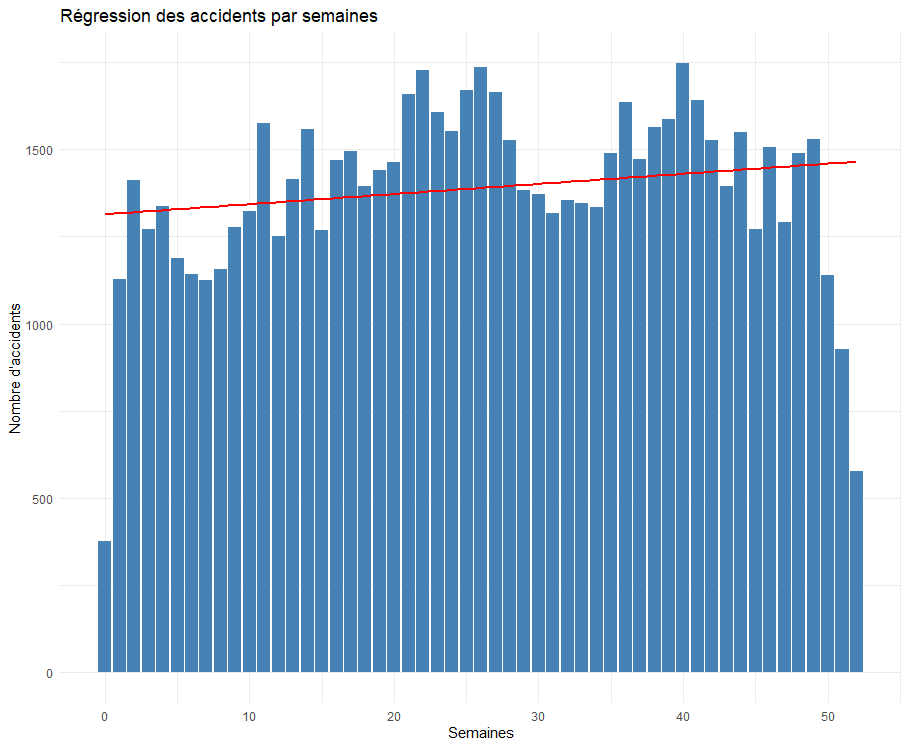 Régression des accidents par semaines
Nombre d'accidents
1500
1000
500
0
0 10 20 30 40 50
Semaines